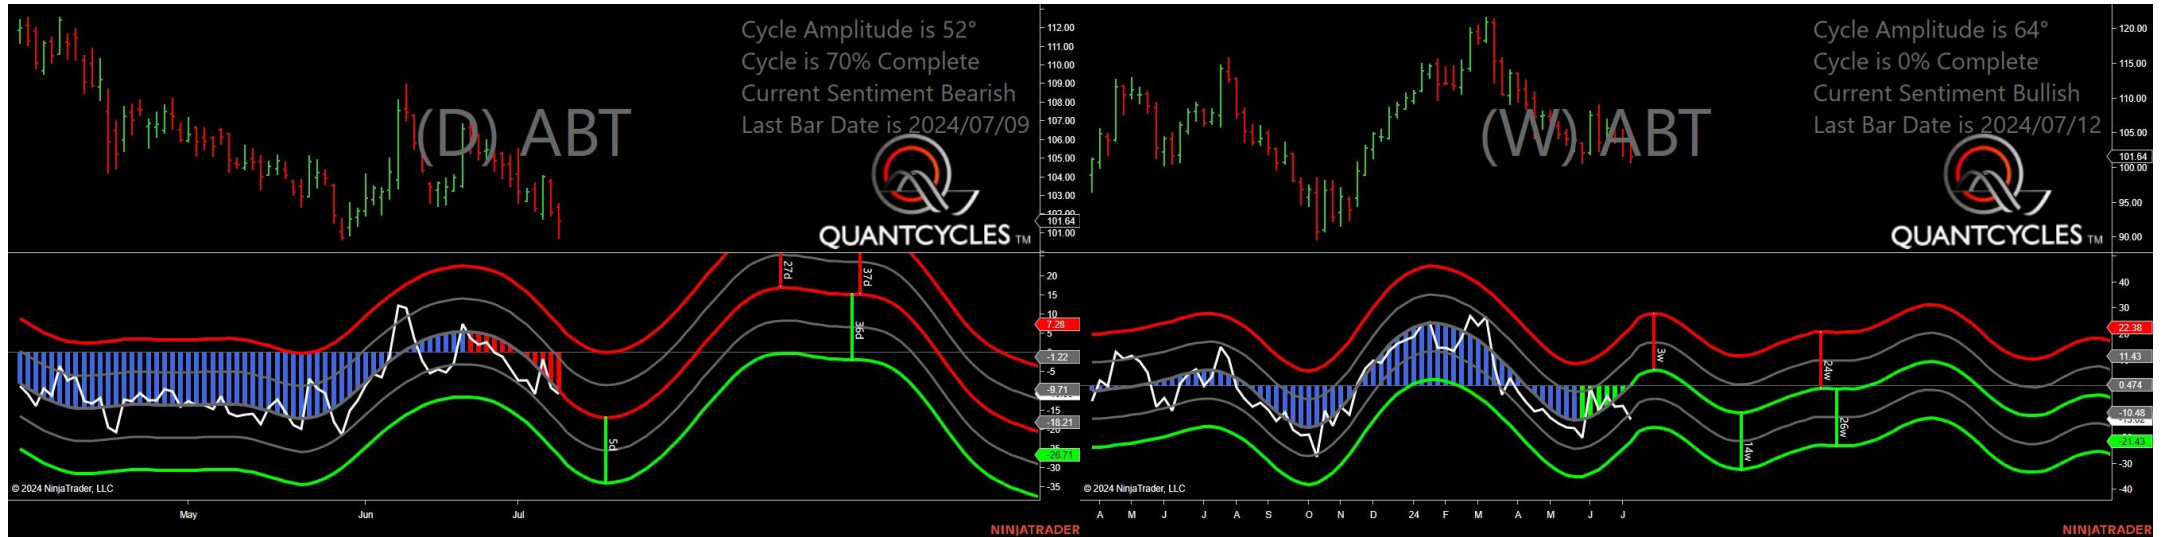 Cycle Amplitude is 52°
Cycle is 70% Complete
Current Sentiment Bearish
Last Bar Date is 2024/07/09
(D) ABT
QUANTCYCLES TM
112.00
111.00
110.00
109.00
108.00
107.00
106.00
105.00
104.00
103.00
102.00
101.64
101.00
27d
37d
36d
5d
20
15
10
7.28
5
-1.22
-5
-9.71
-15
-18.21
-20
-26.71
-30
-35
© 2024 NinjaTrader, LLC
May Jun Jul
NINJATRADER
Cycle Amplitude is 64°
Cycle is 0% Complete
Current Sentiment Bullish
Last Bar Date is 2024/07/12
(W) ABT
QUANTCYCLES TM
120.00
115.00
110.00
105.00
101.64
100.00
95.00
90.00
3w
24w
14w
26w
40
30
22.38
11.43
0.474
-10.48
-21.43
-30
-40
© 2024 NinjaTrader, LLC
A M J J A S O N D 24 F M A M J J
NINJATRADER